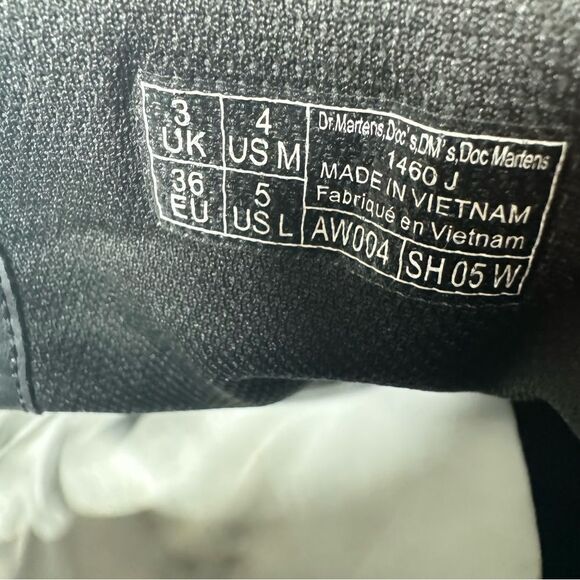 3 UK
4 US M
36 EU
5 US L
Dr.Martens,Doc's,DM's,Doc Martens
1460 J
MADE IN VIETNAM
Fabriqué en Vietnam
AW004
SH 05 W